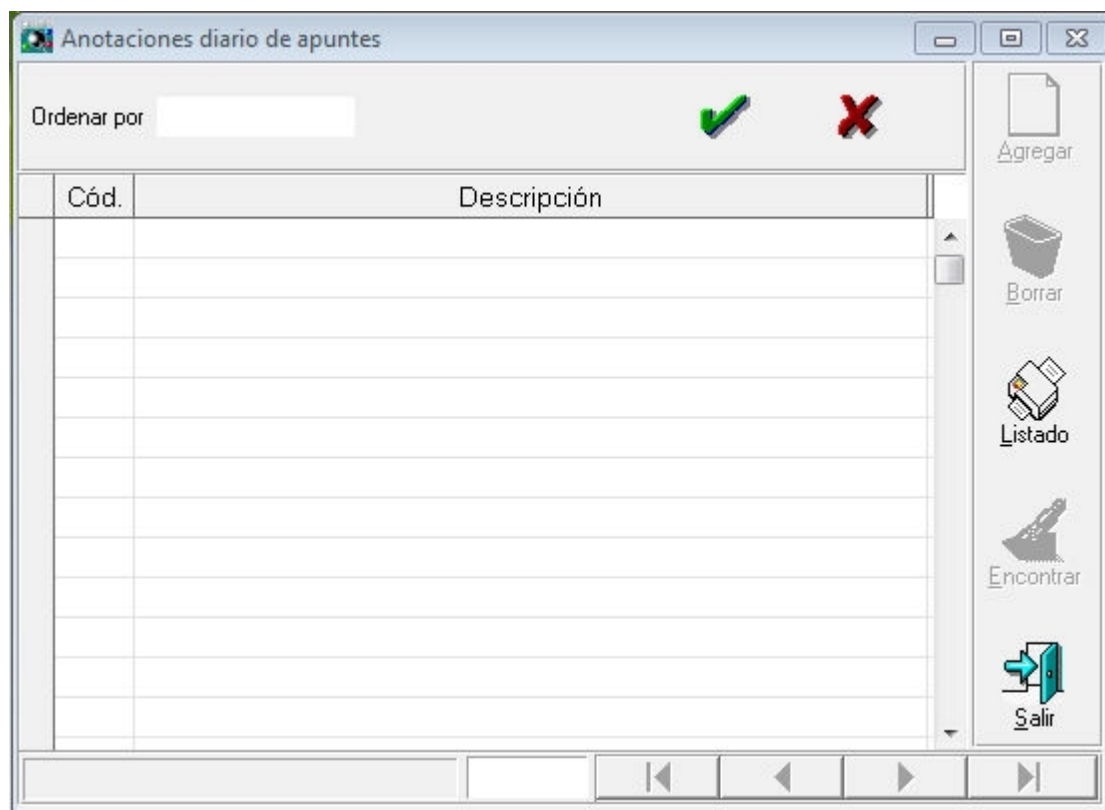 Anotaciones diario de apuntes
Ordenar por
Agregar
Cód. Descripción
Borrar
Listado
Encontrar
Salir